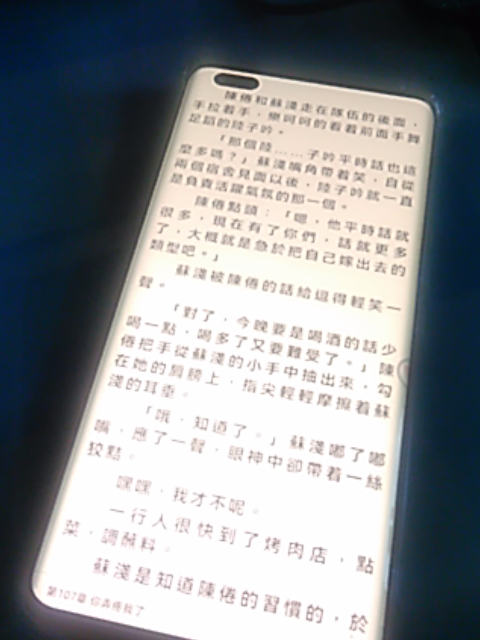 陳倦和蘇淺走在隊伍的後面，
手拉着手，樂呵呵的看着前面手舞
足蹈的陸子吟。
「那個陸……子吟平時話也這
麼多嗎？」蘇淺嘴角帶着笑，自從
兩個宿舍見面以後，陸子吟就一直
是負責活躍氣氛的那一個。
陳倦點頭：「嗯，他平時話就
很多，現在有了你們，話就更多
了，大概就是急於把自己嫁出去的
類型吧。」
蘇淺被陳倦的話給逗得輕笑一
聲。
「對了，今晚要是喝酒的話少
喝一點，喝多了又要難受了。」陳
倦把手從蘇淺的小手中抽出來，勾
在她的肩膀上，指尖輕輕摩擦着蘇
淺的耳垂。
「哦，知道了。」蘇淺嘟了嘟
嘴，應了一聲，眼神中卻帶着一絲
狡黠。
嘿嘿，我才不呢。
一行人很快到了烤肉店，點
菜，調蘸料。
蘇淺是知道陳倦的習慣的，於
第107章 你弄疼我了